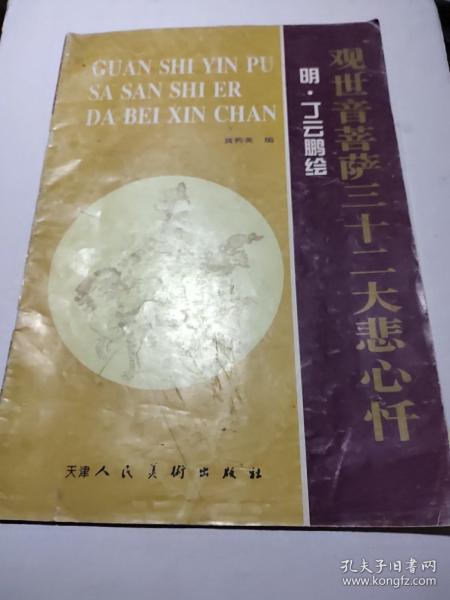 GUAN SHI YIN PU
SA SAN SHI ER
DA BEI XIN CHAN
编
观世音菩萨三十二大悲心忏
明·丁云鹏绘
天津人民美術出版社
孔夫子旧书网
www.kongfz.com